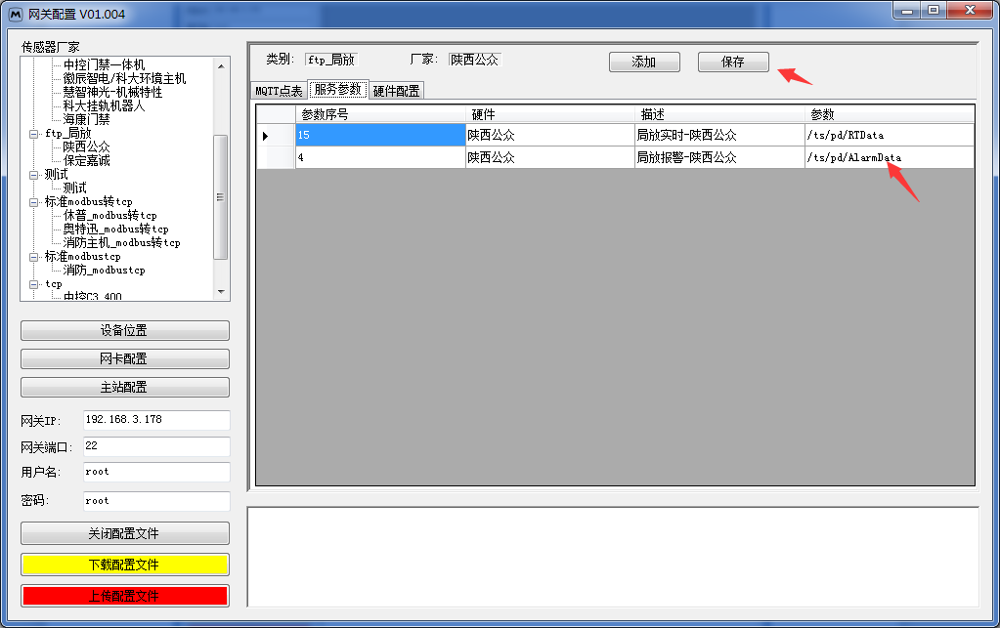 网关配置 V01.004
传感器厂家
中控门禁一体机
徽辰智电/科大环境主机
慧智神光-机械特性
科大挂轨机器人
海康门禁
ftp_局放
陕西公众
保定嘉诚
测试
测试
标准modbus转tcp
休普_modbus转tcp
奥特迅_modbus转tcp
消防主机_modbus转tcp
标准modbustcp
消防_modbustcp
tcp
中控C3_400
设备位置
网卡配置
主站配置
网关IP: 192.168.3.178
网关端口: 22
用户名: root
密码: root
关闭配置文件
下载配置文件
上传配置文件
类别: ftp_局放 厂家: 陕西公众 添加 保存
MQTT点表 服务参数 硬件配置
参数序号 硬件 描述 参数
15 陕西公众 局放实时-陕西公众 /ts/pd/RTData
4 陕西公众 局放报警-陕西公众 /ts/pd/AlarmData